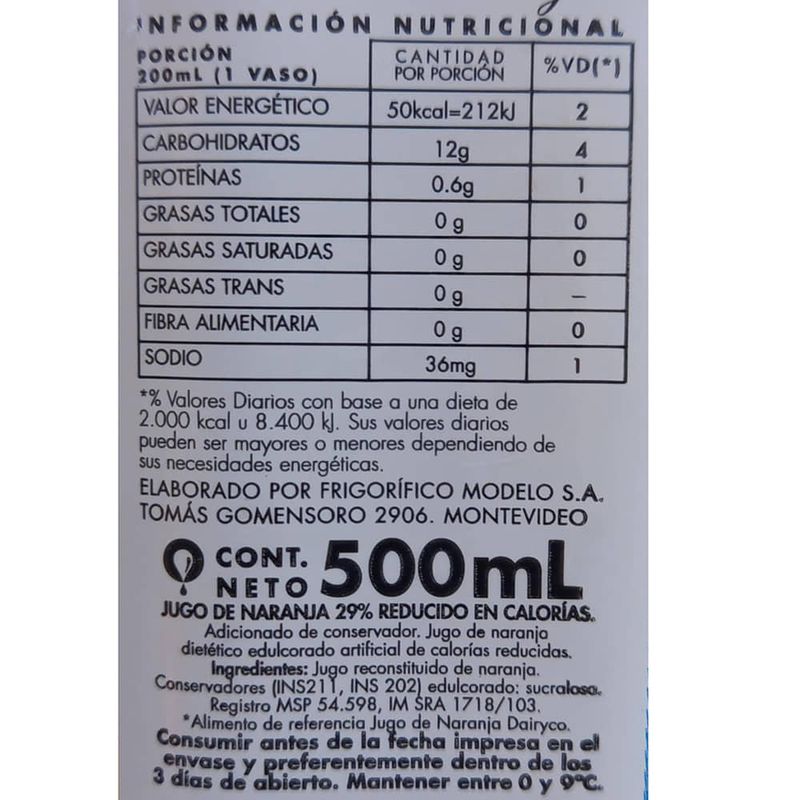 INFORMACIÓN NUTRICIONAL
PORCIÓN
200mL (1 VASO)
CANTIDAD
POR PORCIÓN
%VD(*)
VALOR ENERGÉTICO 50kcal=212kJ 2
CARBOHIDRATOS 12g 4
PROTEÍNAS 0.6g 1
GRASAS TOTALES 0 g 0
GRASAS SATURADAS 0 g 0
GRASAS TRANS 0 g –
FIBRA ALIMENTARIA 0 g 0
SODIO 36mg 1
*% Valores Diarios con base a una dieta de
2.000 kcal u 8.400 kJ. Sus valores diarios
pueden ser mayores o menores dependiendo de
sus necesidades energéticas.
ELABORADO POR FRIGORÍFICO MODELO S.A.
TOMÁS GOMENSORO 2906. MONTEVIDEO
CONT.
NETO 500mL
JUGO DE NARANJA 29% REDUCIDO EN CALORÍAS.
Adicionado de conservador. Jugo de naranja
dietético edulcorado artificial de calorías reducidas.
Ingredientes: Jugo reconstituido de naranja.
Conservadores (INS211, INS 202) edulcorado: sucralosa.
Registro MSP 54.598, IM SRA 1718/103.
*Alimento de referencia Jugo de Naranja Dairyco.
Consumir antes de la fecha impresa en el
envase y preferentemente dentro de los
3 días de abierto. Mantener entre 0 y 9°C.